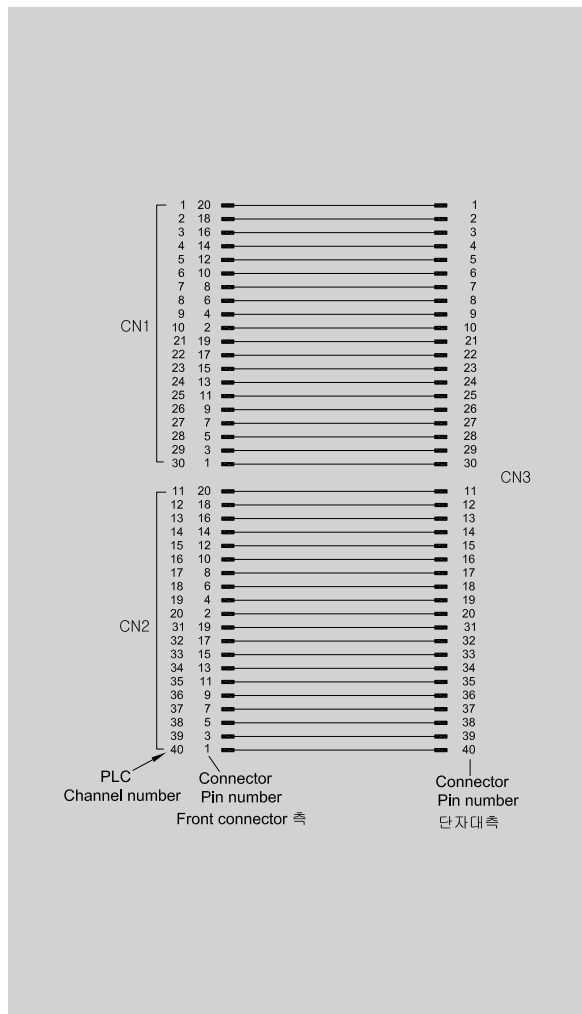 1 20 1
2 18 2
3 16 3
4 14 4
5 12 5
6 10 6
7 8 7
8 6 8
9 4 9
CN1
10 2 10
21 19 21
22 17 22
23 15 23
24 13 24
25 11 25
26 9 26
27 7 27
28 5 28
29 3 29
30 1 30
CN3
11 20 11
12 18 12
13 16 13
14 14 14
15 12 15
16 10 16
17 8 17
18 6 18
19 4 19
20 2 20
CN2
31 19 31
32 17 32
33 15 33
34 13 34
35 11 35
36 9 36
37 7 37
38 5 38
39 3 39
40 1 40
PLC
Channel number
Connector
Pin number
Front connector 측
Connector
Pin number
단자대측